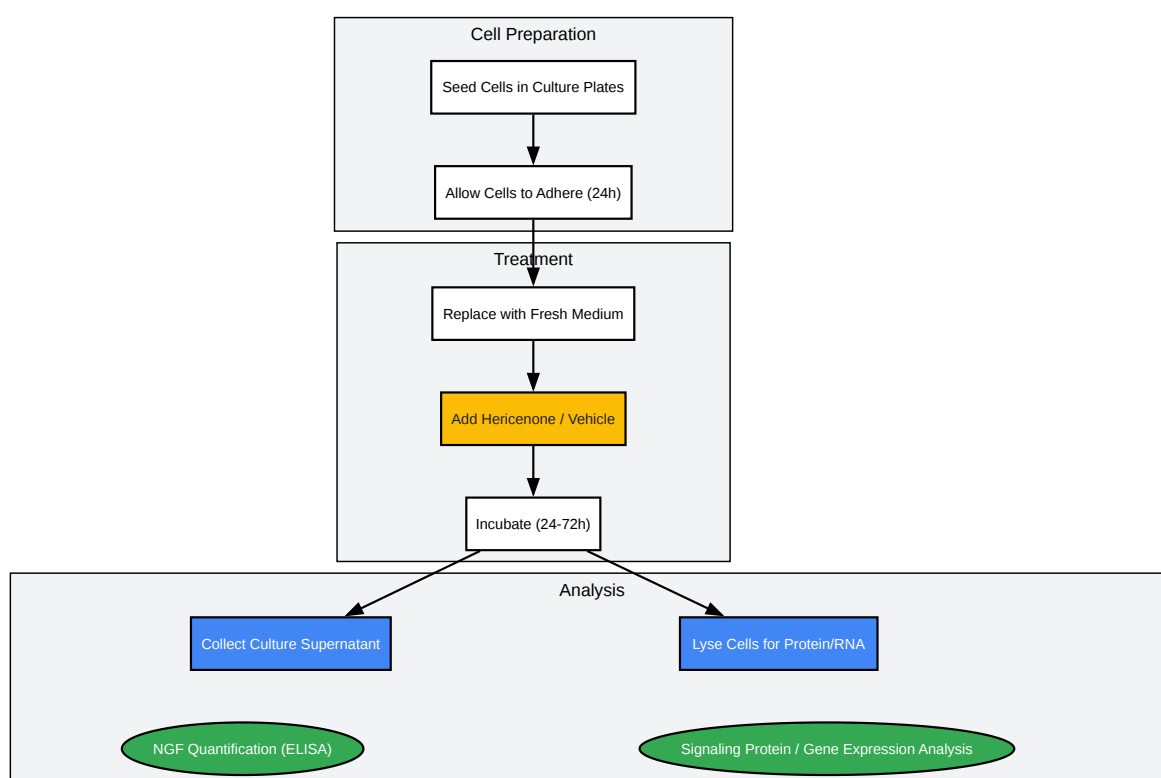 Cell Preparation
Seed Cells in Culture Plates
Allow Cells to Adhere (24h)
Treatment
Replace with Fresh Medium
Add Hericenone / Vehicle
Incubate (24-72h)
Analysis
Collect Culture Supernatant
Lyse Cells for Protein/RNA
NGF Quantification (ELISA)
Signaling Protein / Gene Expression Analysis